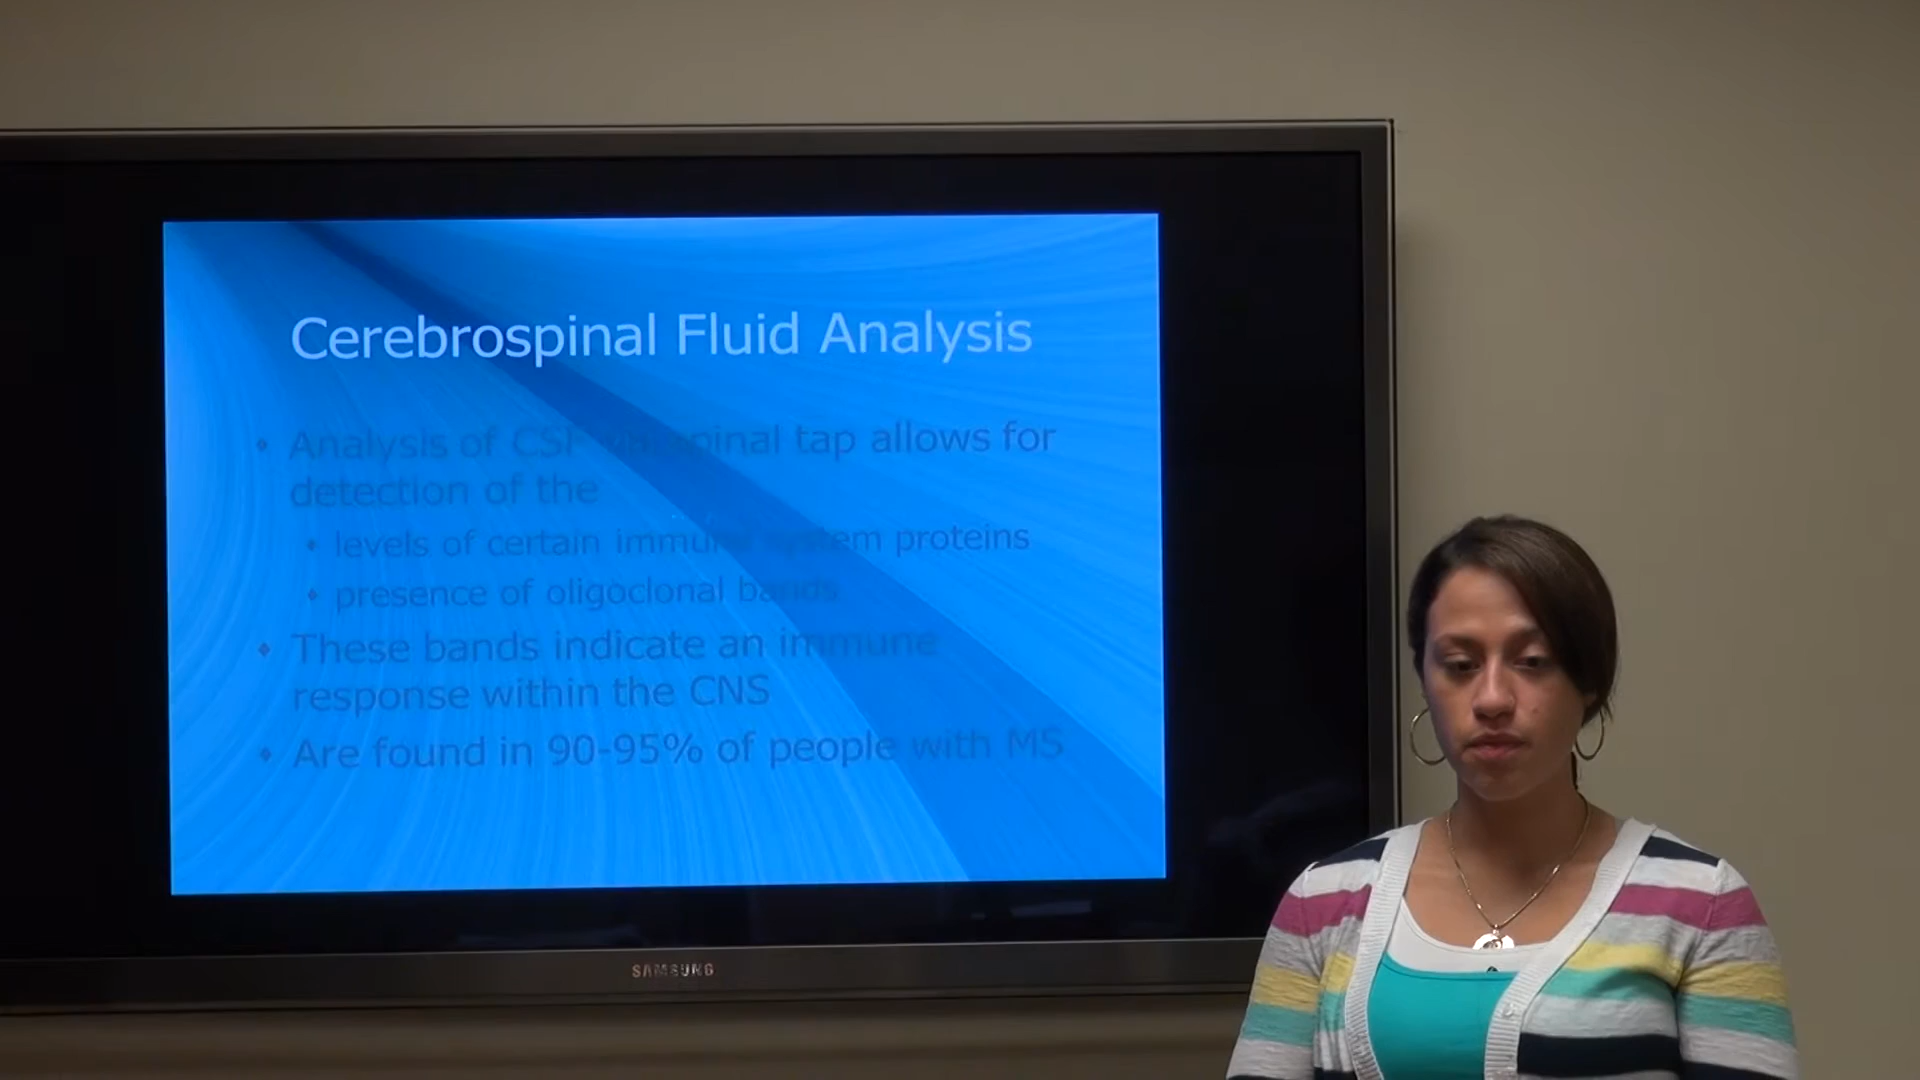 Cerebrospinal Fluid Analysis
Analysis of CSF via spinal tap allows for
detection of the
levels of certain immune system proteins
presence of oligoclonal bands
These bands indicate an immune
response within the CNS
Are found in 90-95% of people with MS
SAMSUNG